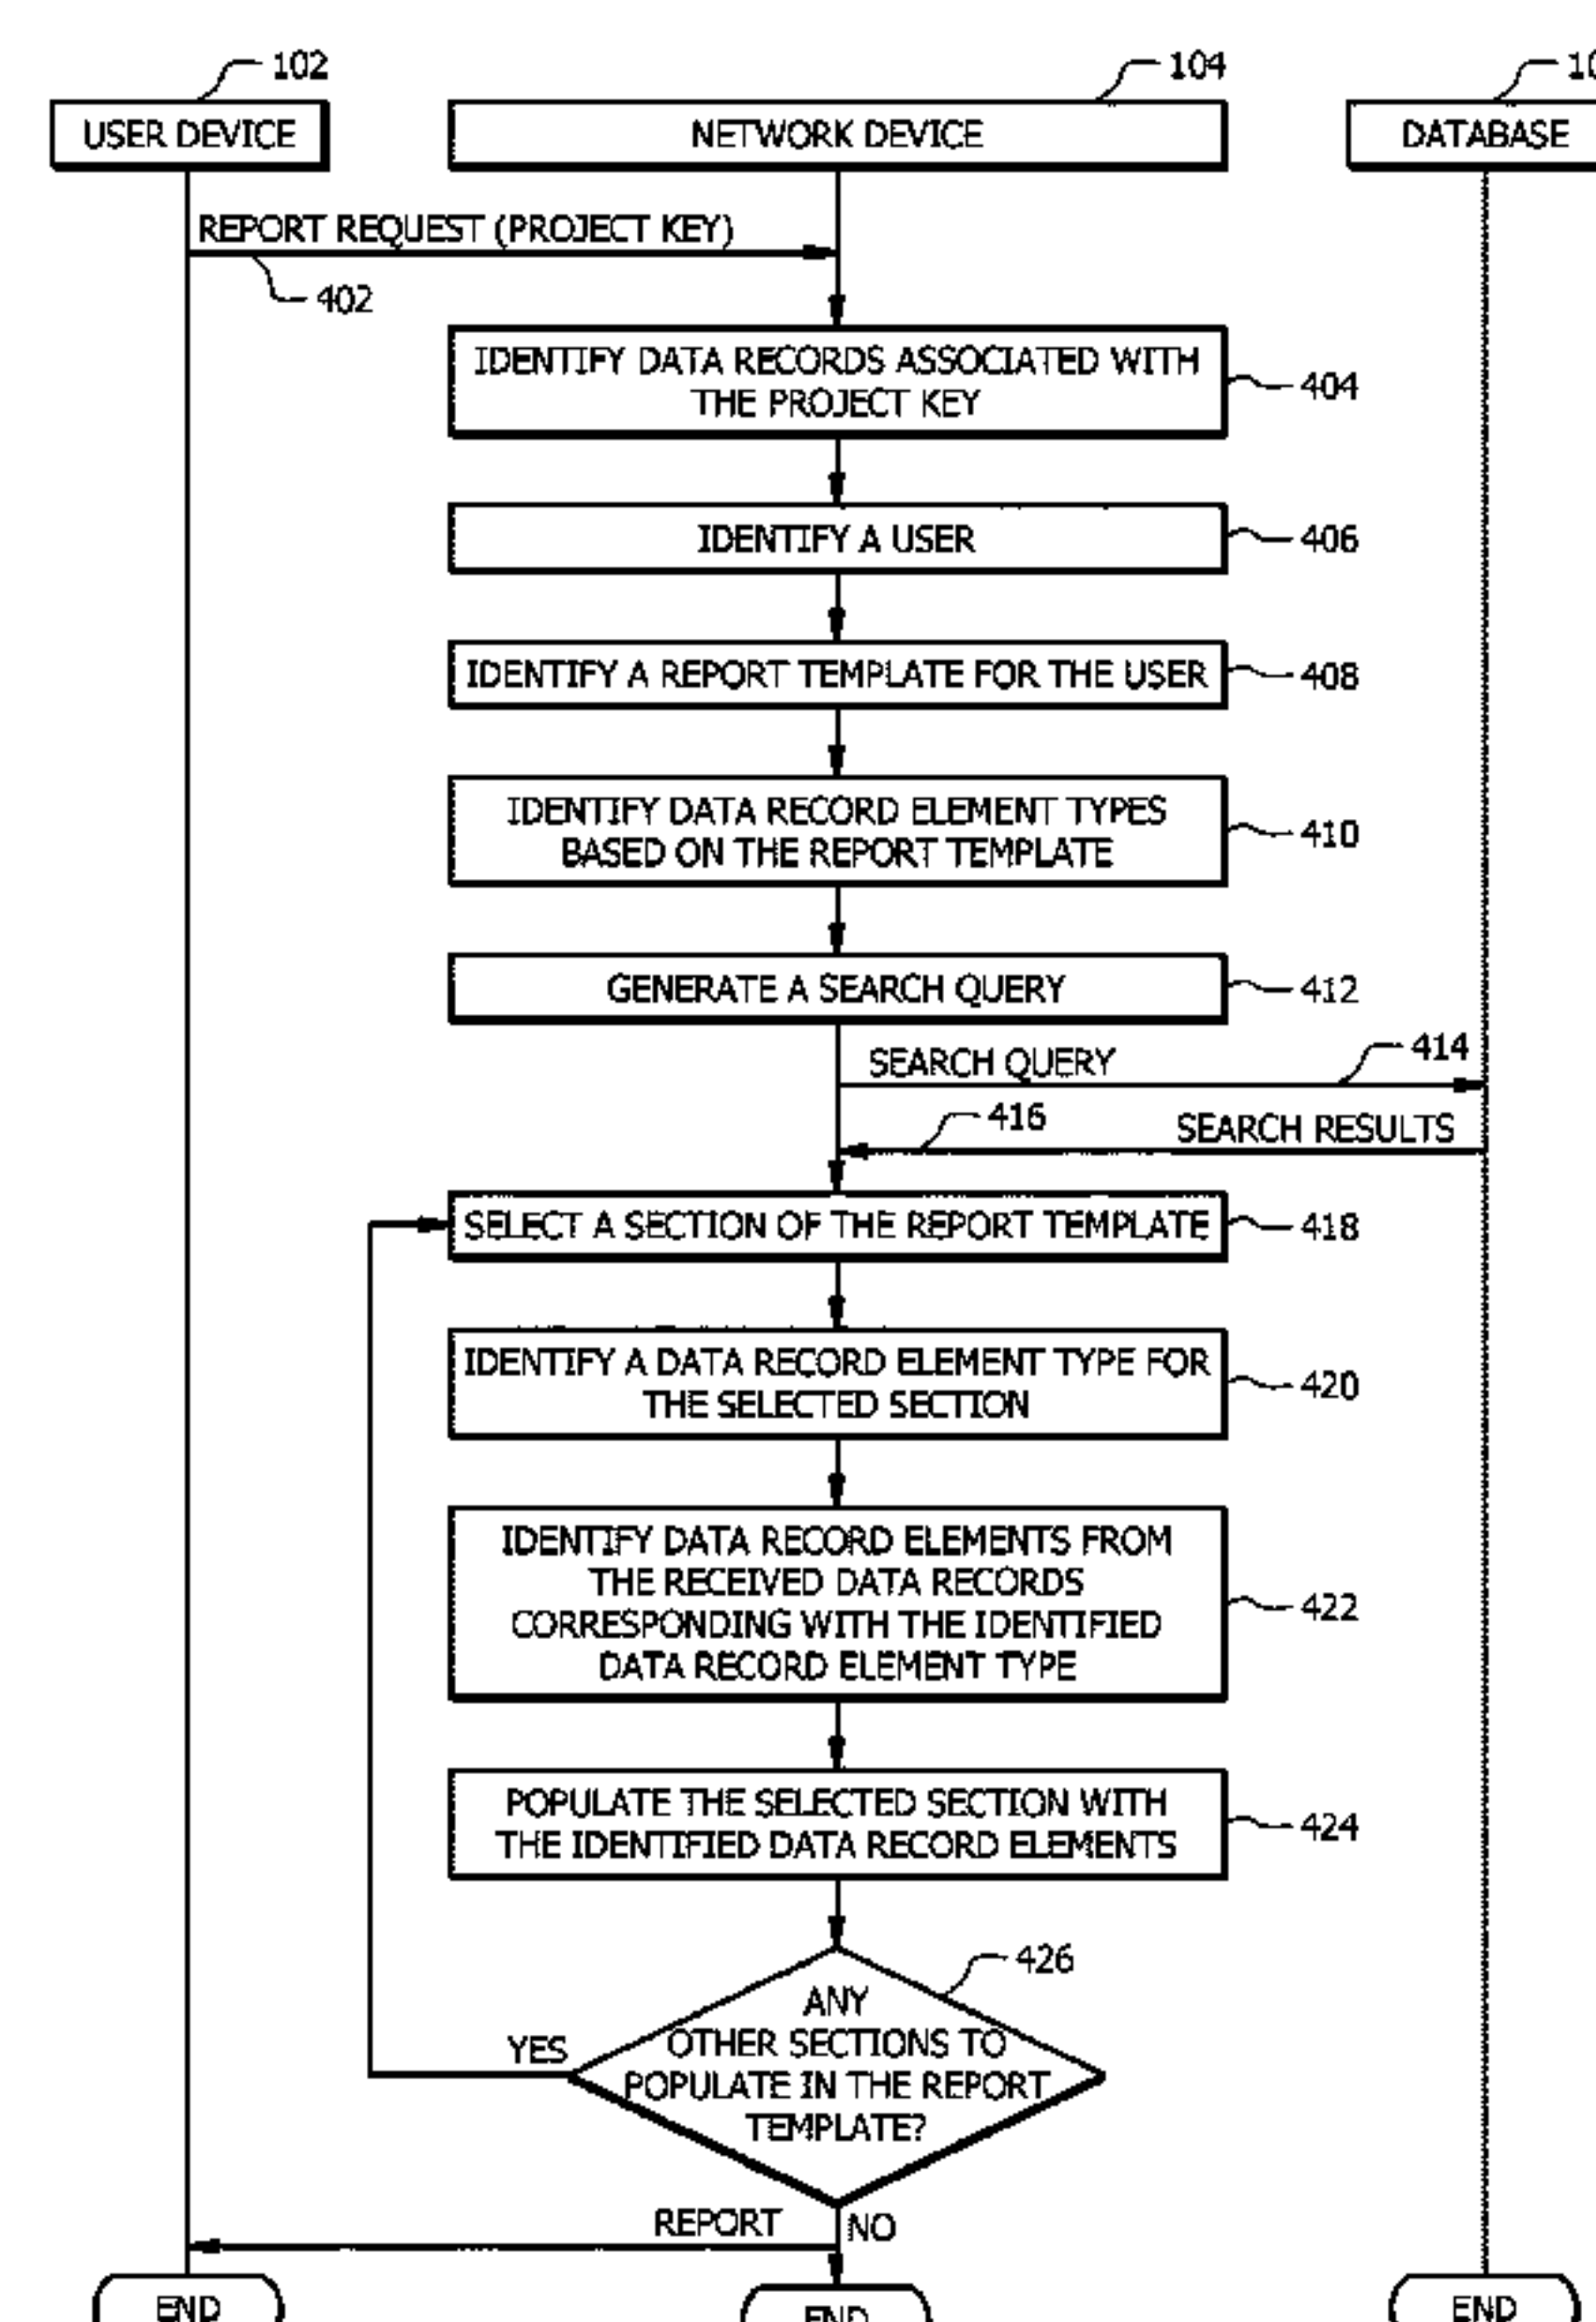 102
104
USER DEVICE
NETWORK DEVICE
DATABASE
REPORT REQUEST (PROJECT KEY)
402
IDENTIFY DATA RECORDS ASSOCIATED WITH
THE PROJECT KEY
404
IDENTIFY A USER
406
IDENTIFY A REPORT TEMPLATE FOR THE USER
408
IDENTIFY DATA RECORD ELEMENT TYPES
BASED ON THE REPORT TEMPLATE
410
GENERATE A SEARCH QUERY
412
SEARCH QUERY
414
416
SEARCH RESULTS
SELECT A SECTION OF THE REPORT TEMPLATE
418
IDENTIFY A DATA RECORD ELEMENT TYPE FOR
THE SELECTED SECTION
420
IDENTIFY DATA RECORD ELEMENTS FROM
THE RECEIVED DATA RECORDS
CORRESPONDING WITH THE IDENTIFIED
DATA RECORD ELEMENT TYPE
422
POPULATE THE SELECTED SECTION WITH
THE IDENTIFIED DATA RECORD ELEMENTS
424
426
ANY
OTHER SECTIONS TO
POPULATE IN THE REPORT
TEMPLATE?
YES
REPORT
NO
END
END
END